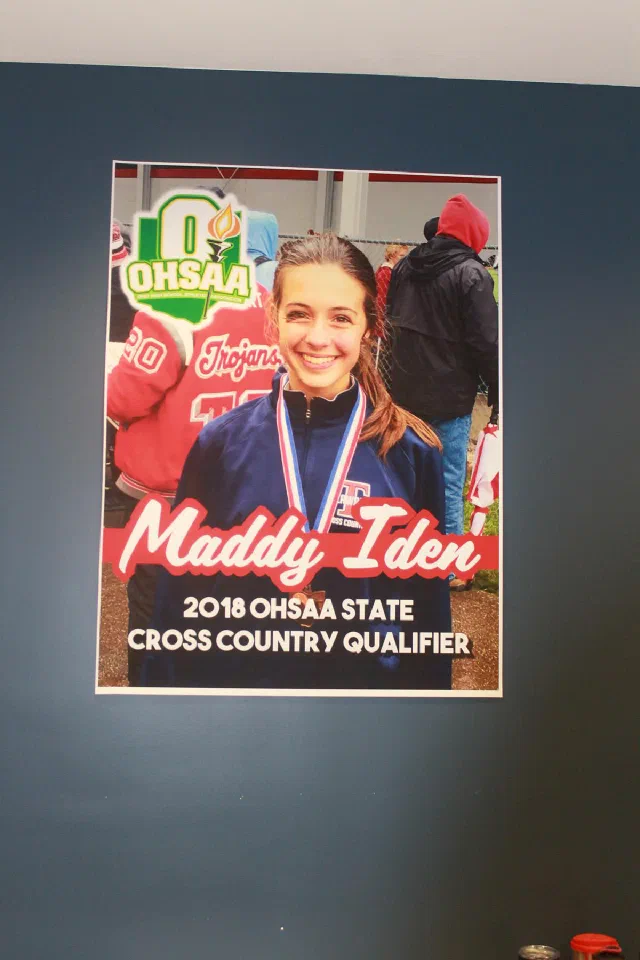 OHSAA
20
Trojans
T
Maddy Iden
2018 OHSAA STATE
CROSS COUNTRY QUALIFIER